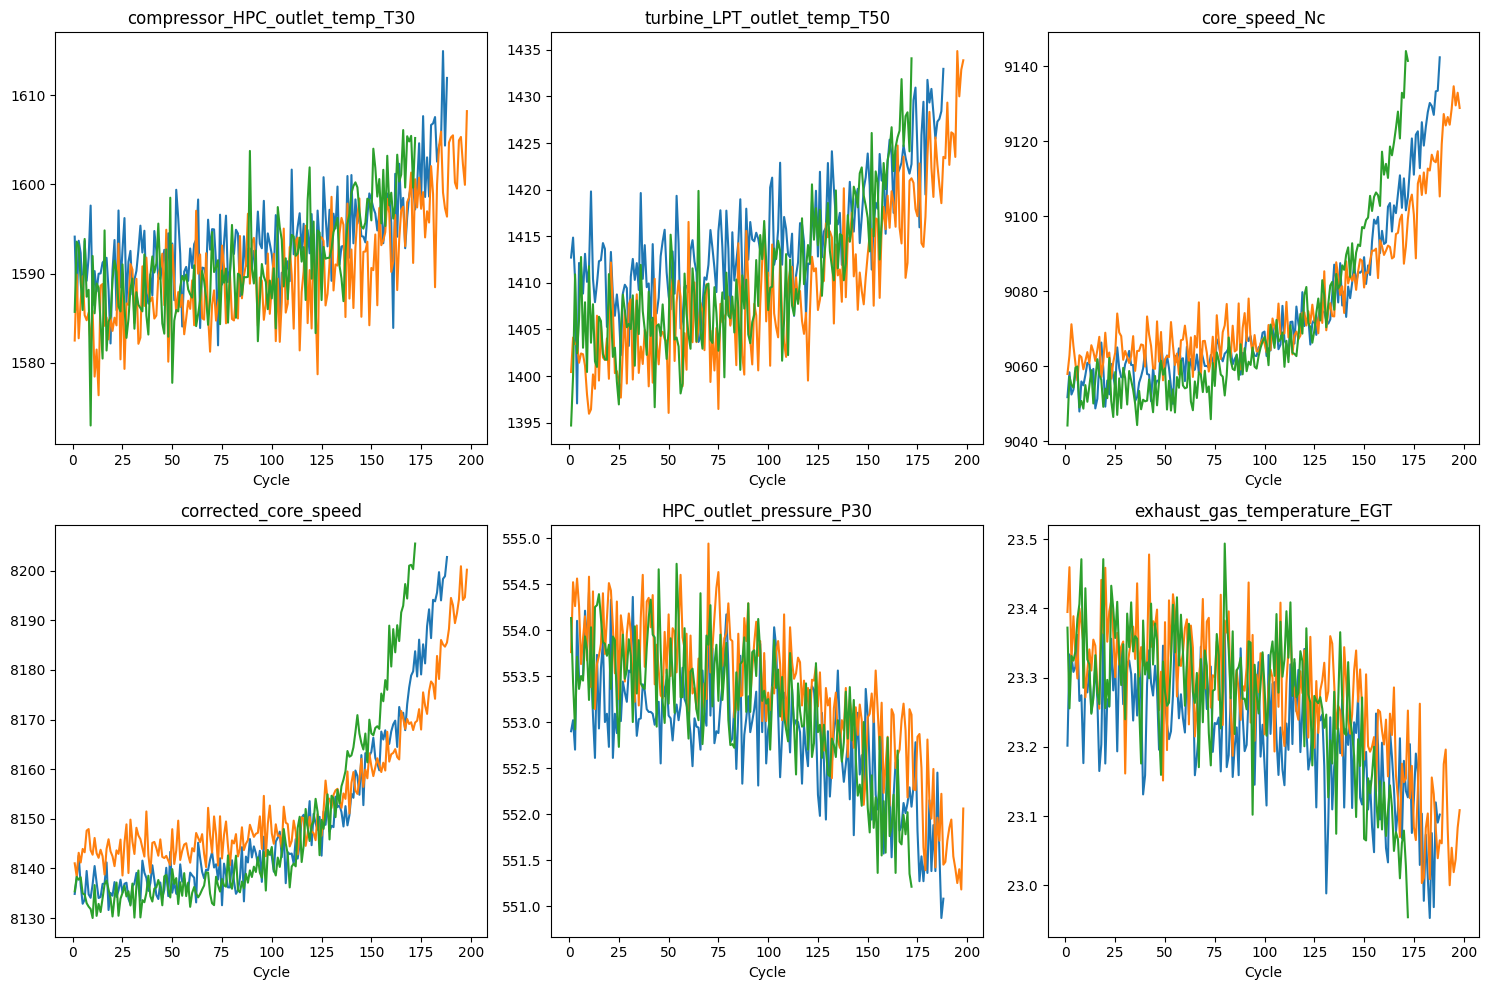 compressor_HPC_outlet_temp_T30
1610
1600
1590
1580
0 25 50 75 100 125 150 175 200
Cycle
turbine_LPT_outlet_temp_T50
1435
1430
1425
1420
1415
1410
1405
1400
1395
0 25 50 75 100 125 150 175 200
Cycle
core_speed_Nc
9140
9120
9100
9080
9060
9040
0 25 50 75 100 125 150 175 200
Cycle
corrected_core_speed
8200
8190
8180
8170
8160
8150
8140
8130
0 25 50 75 100 125 150 175 200
Cycle
HPC_outlet_pressure_P30
555.0
554.5
554.0
553.5
553.0
552.5
552.0
551.5
551.0
0 25 50 75 100 125 150 175 200
Cycle
exhaust_gas_temperature_EGT
23.5
23.4
23.3
23.2
23.1
23.0
0 25 50 75 100 125 150 175 200
Cycle